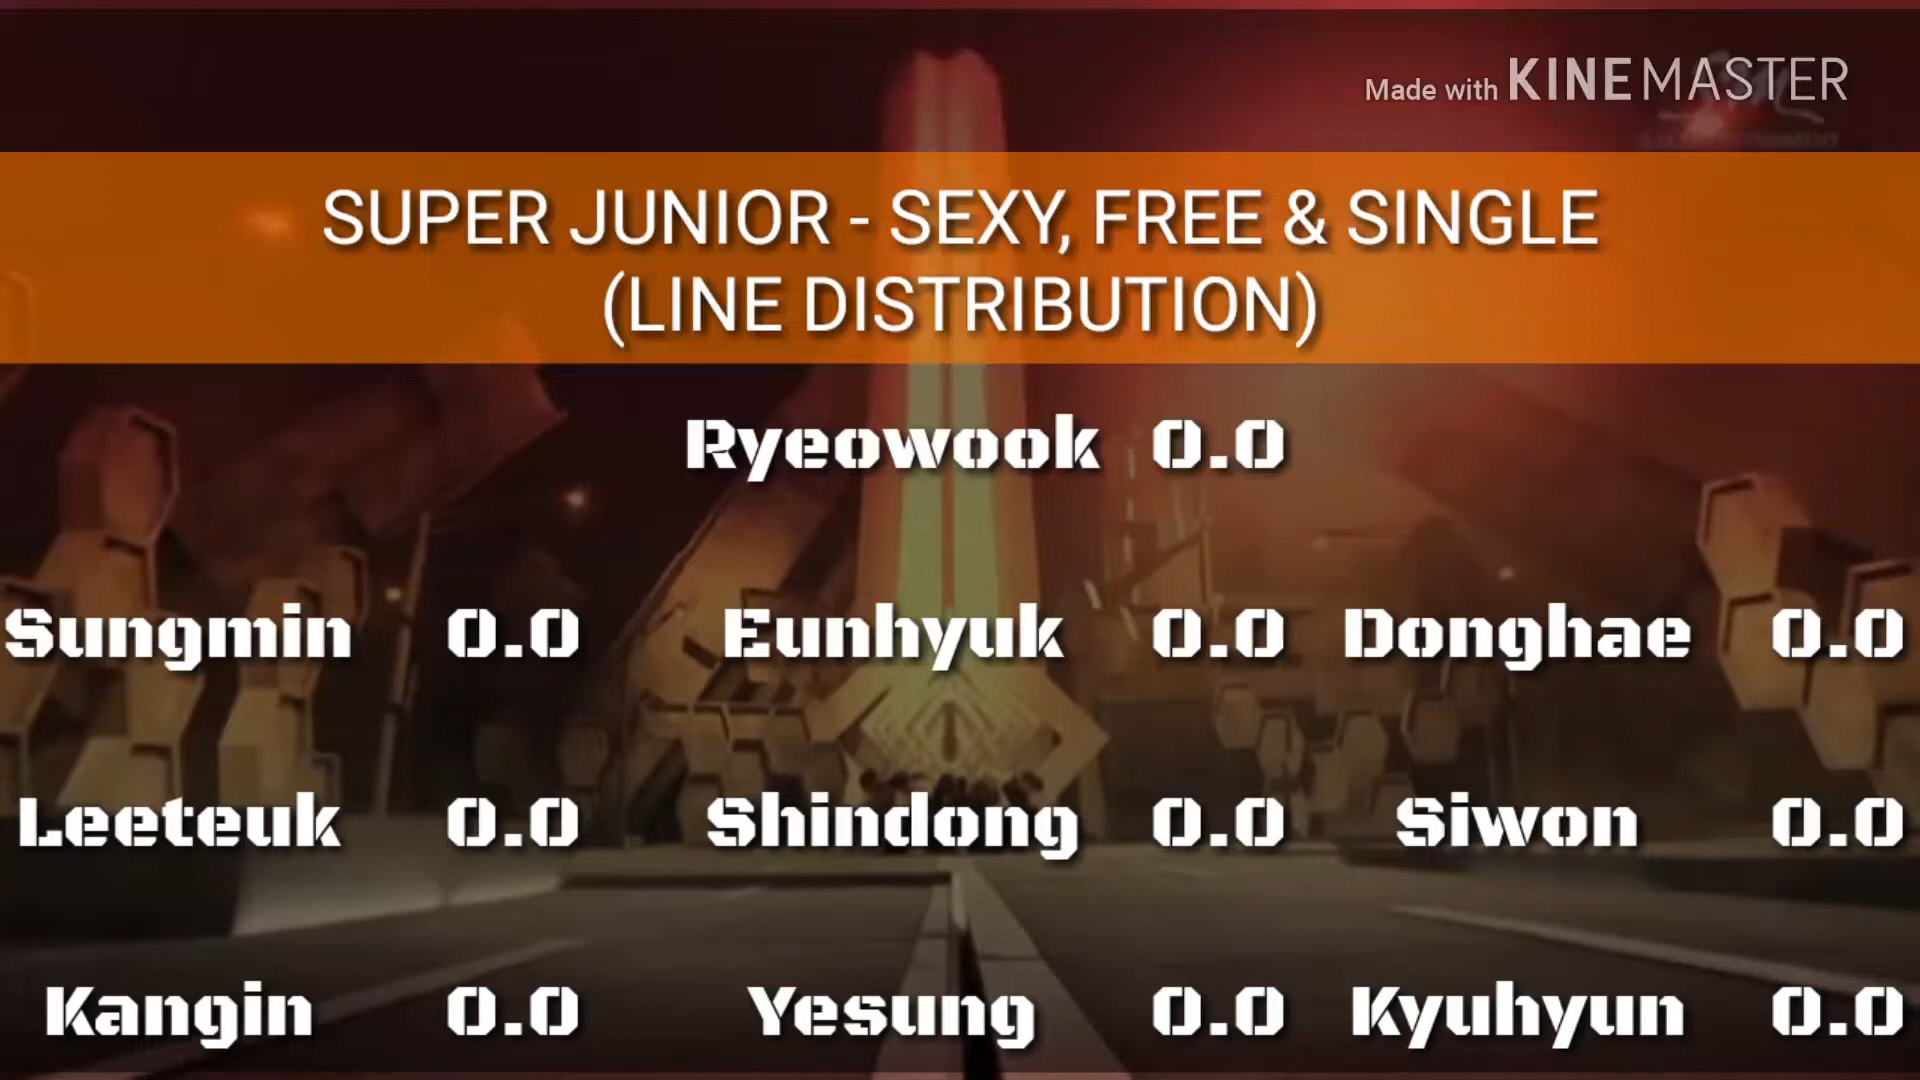 Made with KINEMASTER
SUPER JUNIOR - SEXY, FREE & SINGLE
(LINE DISTRIBUTION)
Ryeowook 0.0
Sungmin 0.0 Eunhyuk 0.0 Donghae 0.0
Leeteuk 0.0 Shindong 0.0 Siwon 0.0
Kangin 0.0 Yesung 0.0 Kyuhyun 0.0